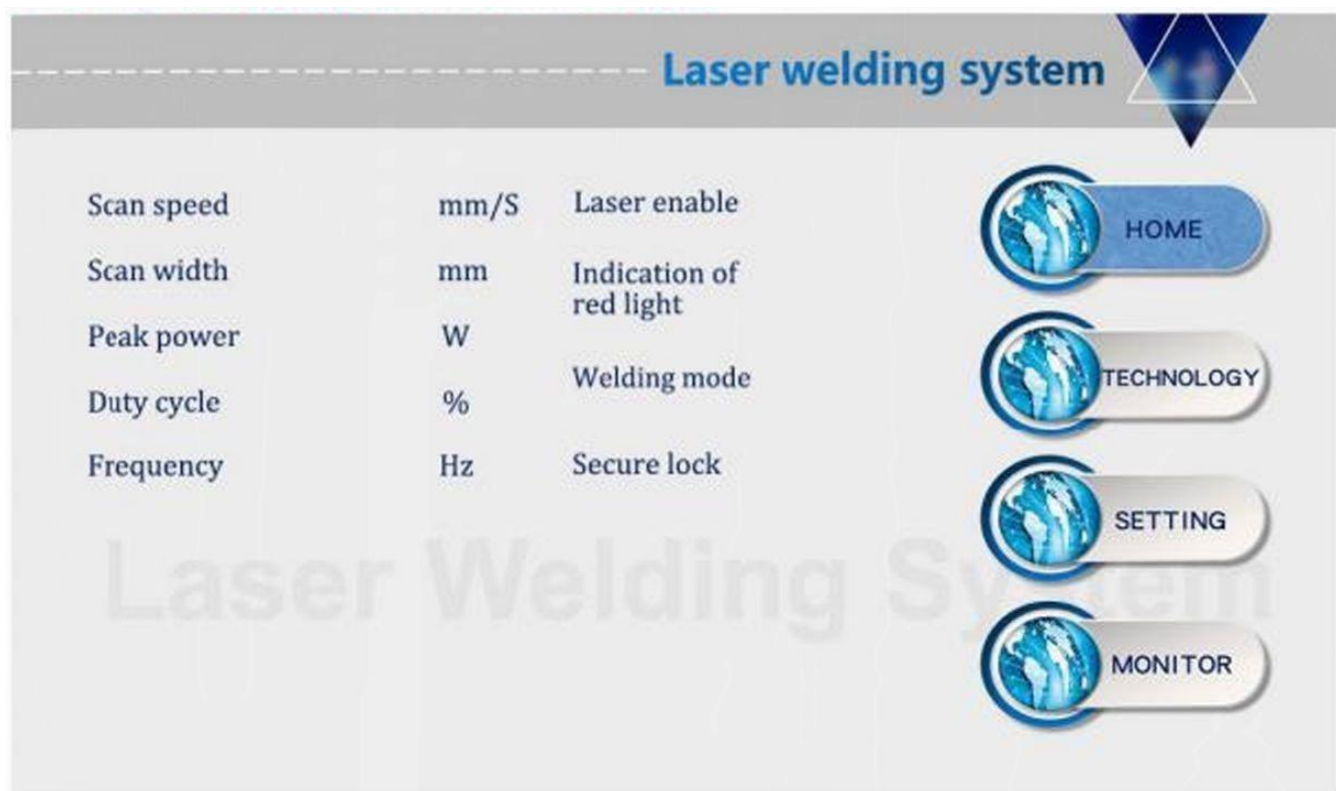 Laser welding system
Scan speed mm/S Laser enable
Scan width mm Indication of
red light
Peak power W
Welding mode
Duty cycle %
Frequency Hz Secure lock
HOME
TECHNOLOGY
SETTING
MONITOR
Laser Welding System